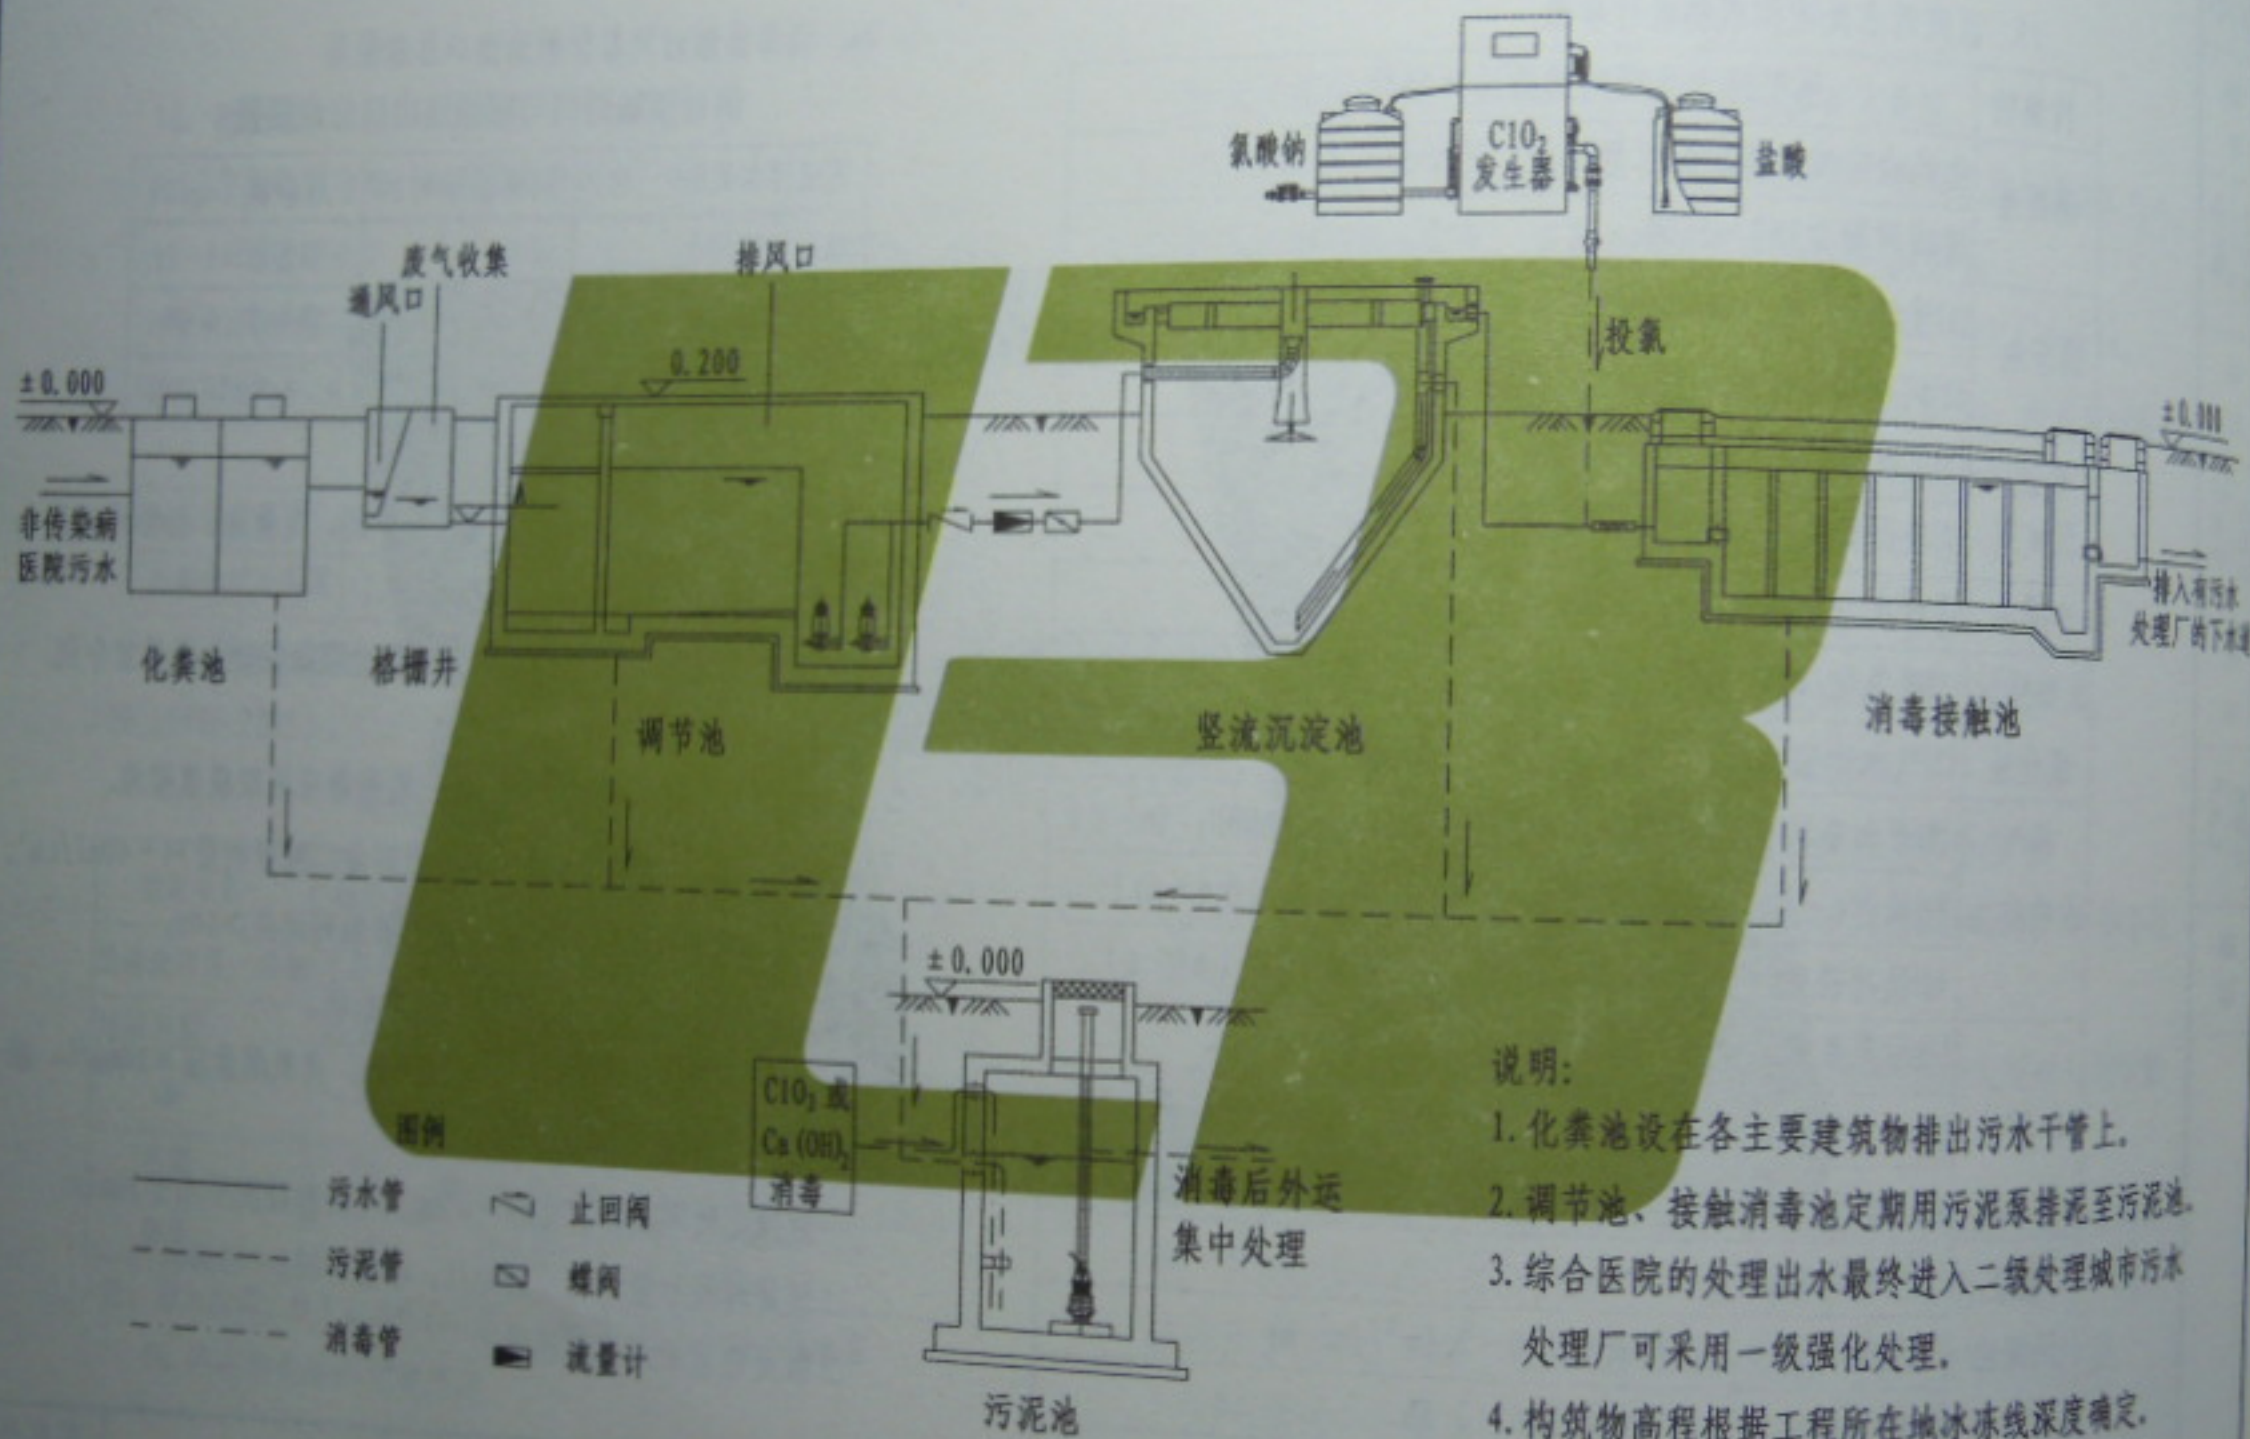 ClO₂
发生器
氯酸钠
盐酸
废气收集
通风口
排风口
投氯
±0.000
0.200
±0.000
非传染病
医院污水
排入有污水
处理厂的下水
化粪池
格栅井
调节池
竖流沉淀池
消毒接触池
±0.000
ClO₂或
Ca(OH)₂
消毒
消毒后外运
集中处理
污泥池
图例
污水管
止回阀
污泥管
蝶阀
消毒管
流量计
说明:
1. 化粪池设在各主要建筑物排出污水干管上.
2. 调节池、接触消毒池定期用污泥泵排泥至污泥池.
3. 综合医院的处理出水最终进入二级处理城市污水
处理厂可采用一级强化处理.
4. 构筑物高程根据工程所在地冰冻线深度确定.